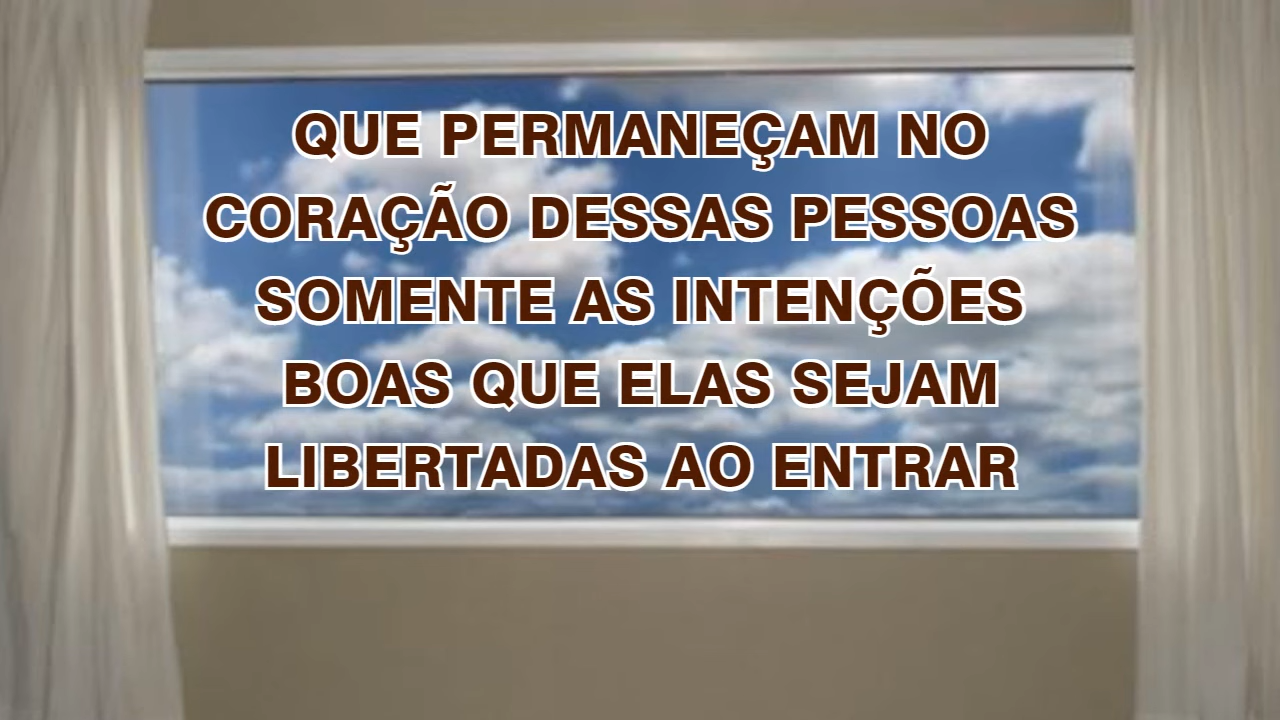 QUE PERMANEÇAM NO
CORAÇÃO DESSAS PESSOAS
SOMENTE AS INTENÇÕES
BOAS QUE ELAS SEJAM
LIBERTADAS AO ENTRAR